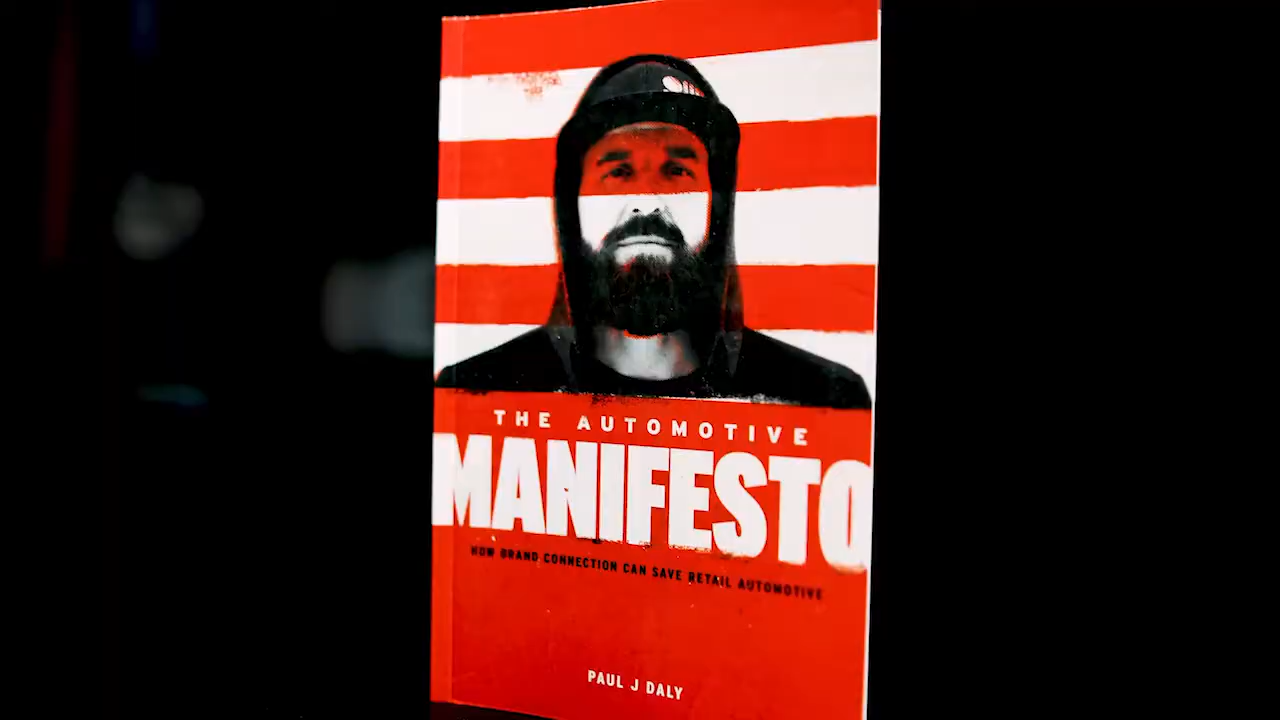 THE AUTOMOTIVE
MANIFESTO
HOW BRAND CONNECTION CAN SAVE RETAIL AUTOMOTIVE
PAUL J DALY